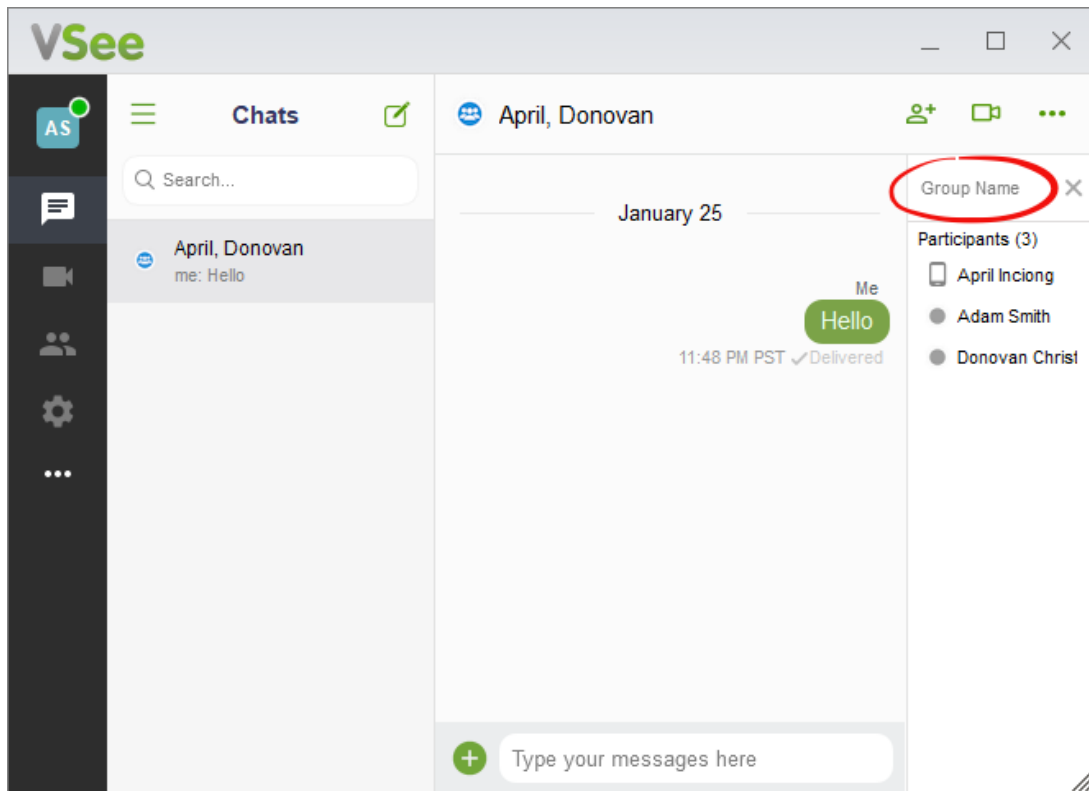 VSee
AS
Chats
Search...
April, Donovan
me: Hello
April, Donovan
January 25
Me
Hello
11:48 PM PST ✓Delivered
Type your messages here
Group Name
Participants (3)
April Inciong
Adam Smith
Donovan Christ